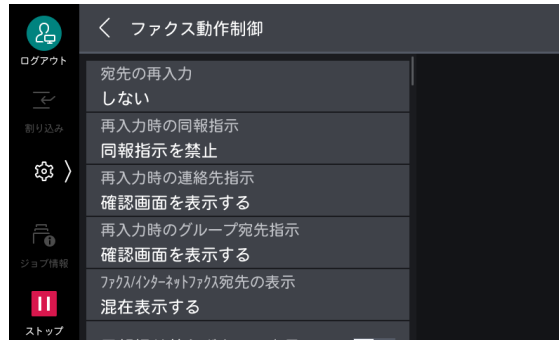 ログアウト
割り込み
ジョブ情報
ストップ
ファクス動作制御
宛先の再入力
しない
再入力時の同報指示
同報指示を禁止
再入力時の連絡先指示
確認画面を表示する
再入力時のグループ宛先指示
確認画面を表示する
ﾌｧｸｽ/ｲﾝﾀｰﾈｯﾄﾌｧｸｽ宛先の表示
混在表示する